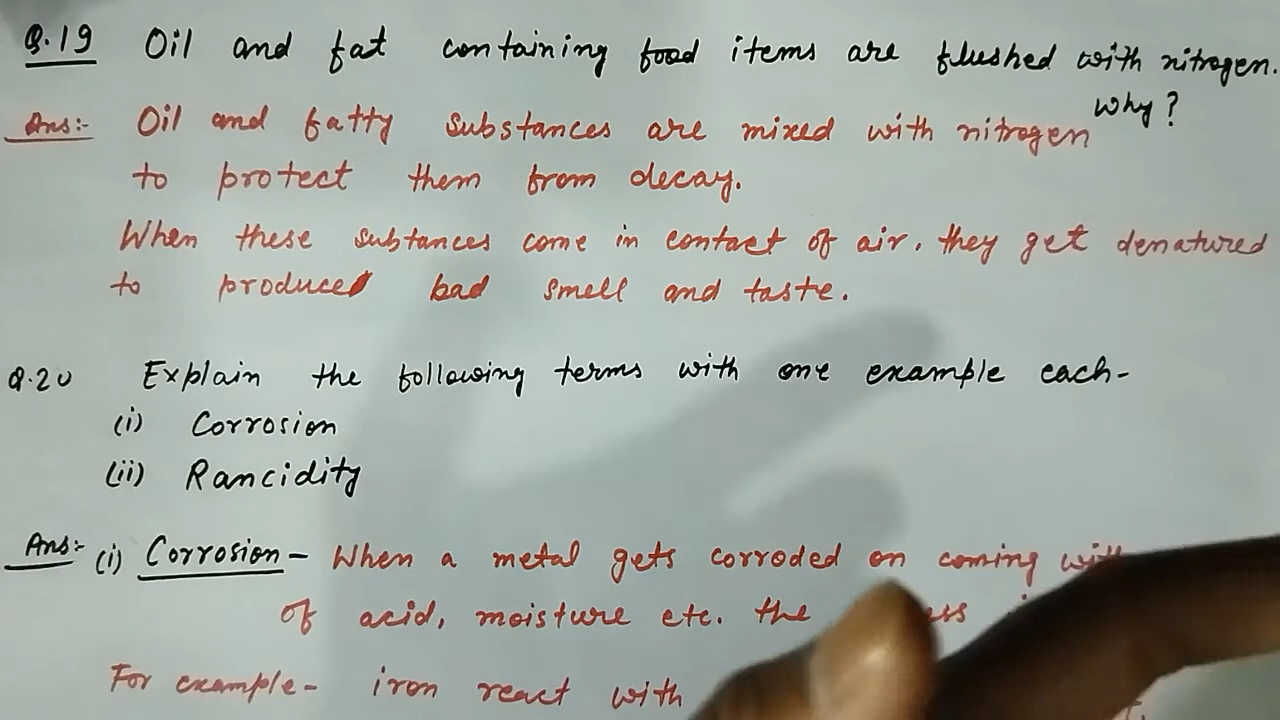 Q.19 Oil and fat containing food items are flushed with nitrogen.
Why?
Ans:- Oil and fatty substances are mixed with nitrogen
to protect them from decay.
When these substances come in contact of air, they get denatured
to produce bad smell and taste.
Q.20 Explain the following terms with one example each-
(i) Corrosion
(ii) Rancidity
Ans:- (i) Corrosion - When a metal gets corroded on coming
of acid, moisture etc. the
For example- iron react with